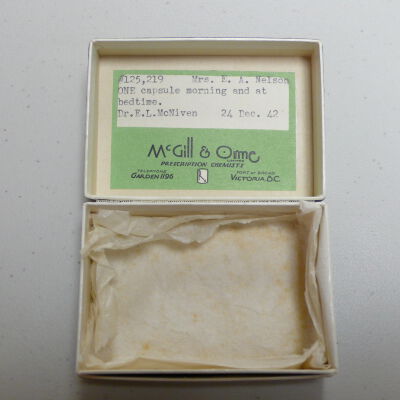 #125,219 Mrs. E. A. Nelson
ONE capsule morning and at
bedtime.
Dr.E.L.McNiven 24 Dec. 42
McGill & Orme
LIMITED
PRESCRIPTION CHEMISTS
TELEPHONE
GARDEN 1196
FORT AT BROAD
VICTORIA, B.C.